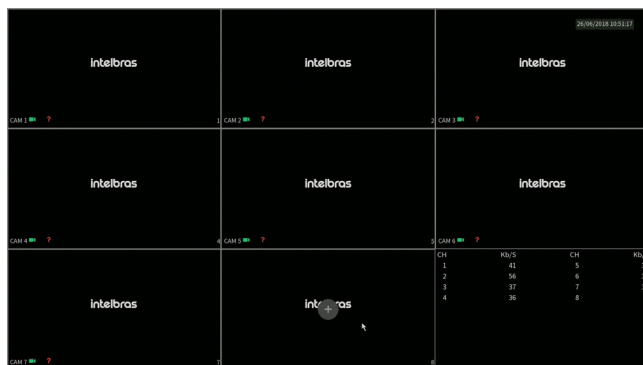 26/06/2018 10:51:17
intelbras
intelbras
intelbras
CAM 1 ? 1
CAM 2 ? 2
CAM 3 ?
intelbras
intelbras
intelbras
CAM 4 ? 4
CAM 5 ? 5
CAM 6 ?
CH Kb/S CH Kb/
1 41 5
2 56 6
3 37 7
4 36 8
intelbras
intelbras
+
CAM 7 ? 7
8